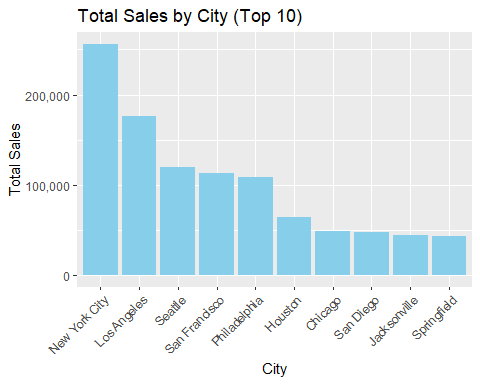 Total Sales by City (Top 10)
Total Sales
200,000
100,000
0
New York City
Los Angeles
Seattle
San Francisco
Philadelphia
Houston
Chicago
San Diego
Jacksonville
Springfield
City